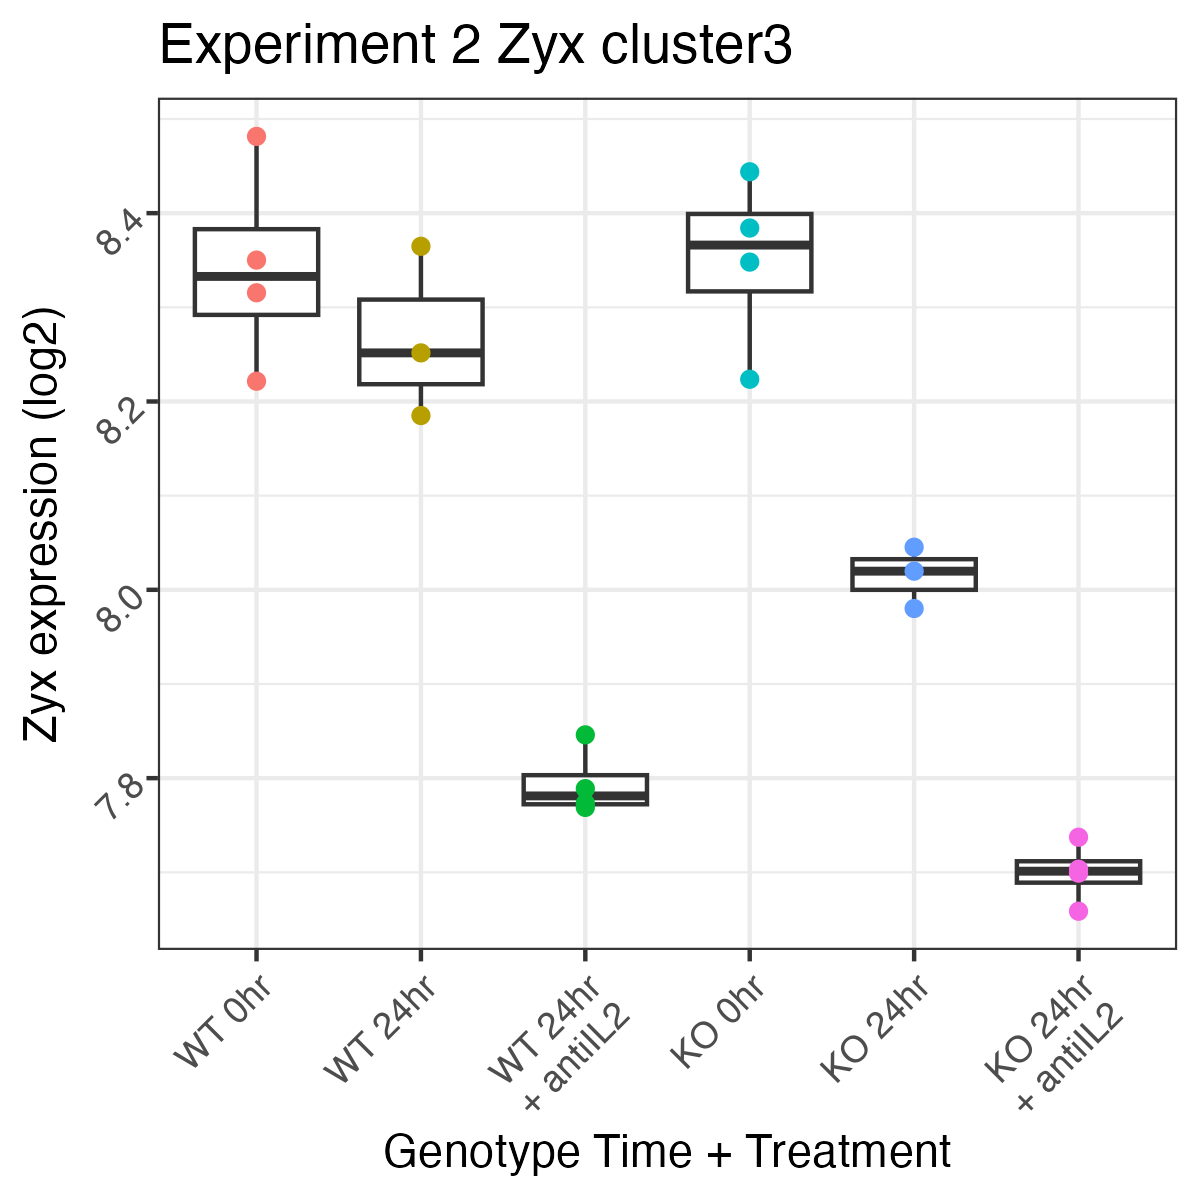 Experiment 2 Zyx cluster3
Zyx expression (log2)
8.4
8.2
8.0
7.8
WT 0hr
WT 24hr
WT 24hr
+ antiIL2
KO 0hr
KO 24hr
KO 24hr
+ antiIL2
Genotype Time + Treatment